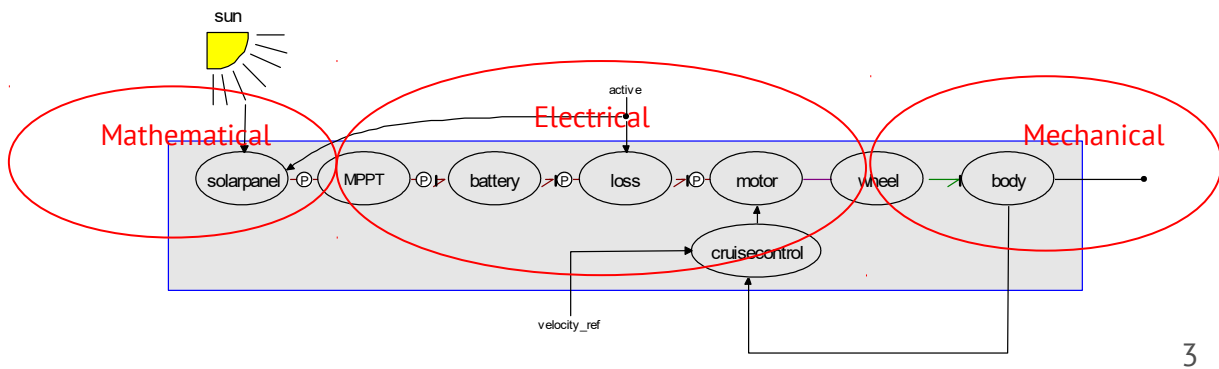 sun
active
Mathematical
Electrical
Mechanical
solarpanel
P
MPPT
P
battery
P
loss
P
motor
wheel
body
cruisecontrol
velocity_ref
3